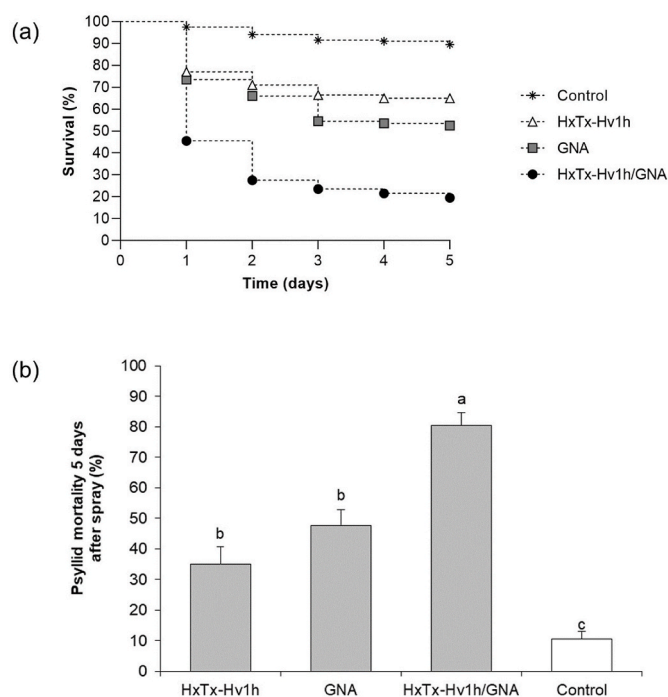 (a)
100
90
80
70
60
50
40
30
20
10
0
Survival (%)
0 1 2 3 4 5
Time (days)
Control
HxTx-Hv1h
GNA
HxTx-Hv1h/GNA
(b)
100
90
80
70
60
50
40
30
20
10
0
Psyllid mortality 5 days
after spray (%)
b
b
a
c
HxTx-Hv1h GNA HxTx-Hv1h/GNA Control